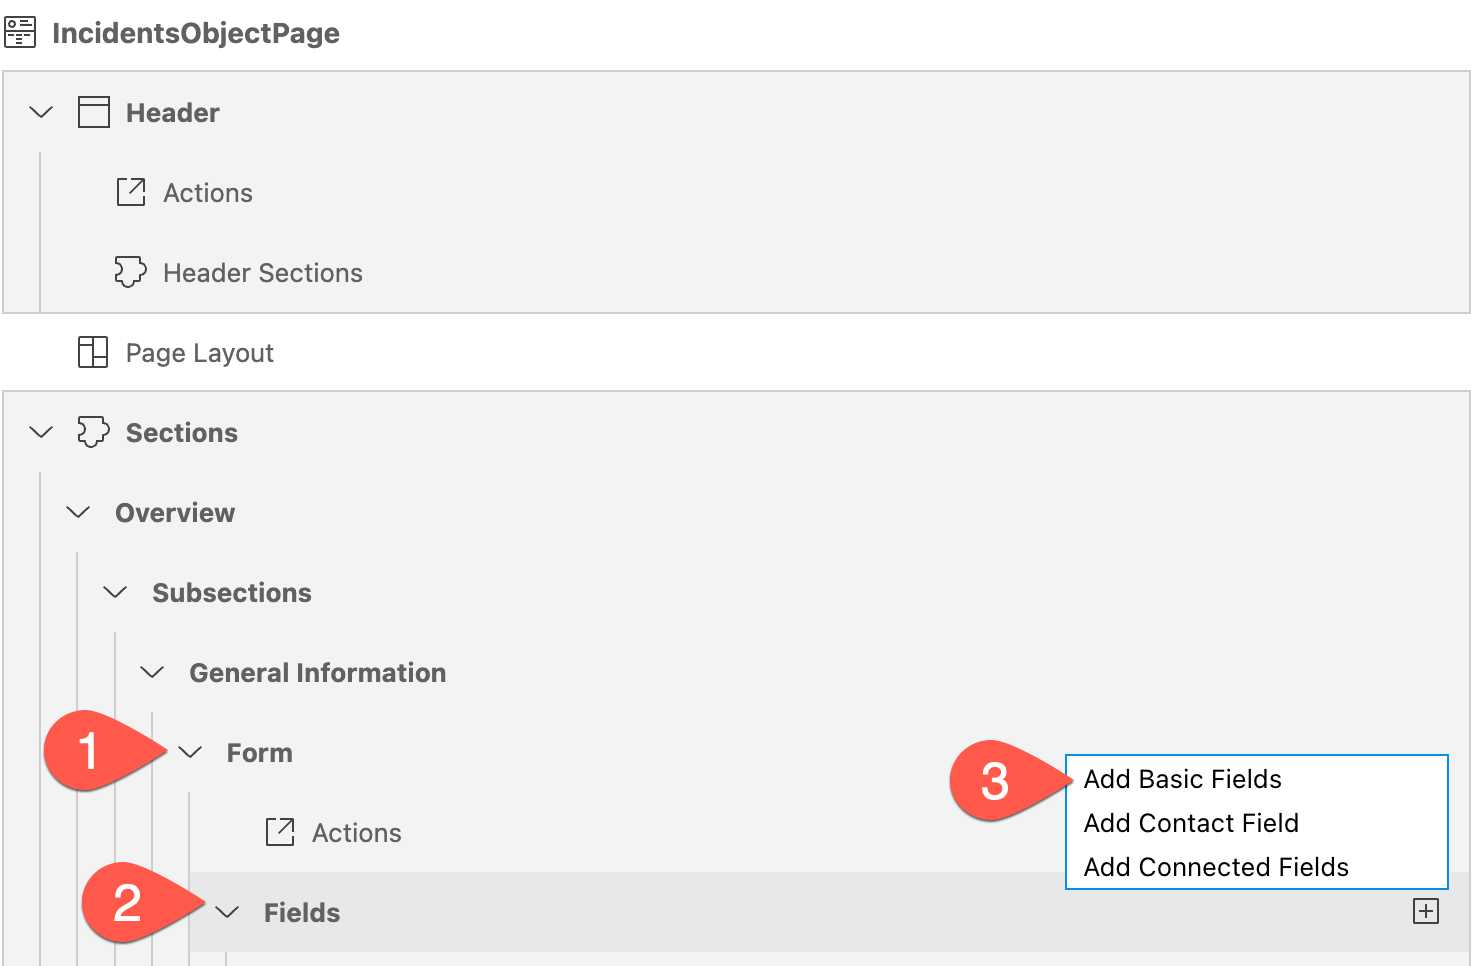 IncidentsObjectPage
Header
Actions
Header Sections
Page Layout
Sections
Overview
Subsections
General Information
1 Form
3 Add Basic Fields
Add Contact Field
Actions
Add Connected Fields
2 Fields